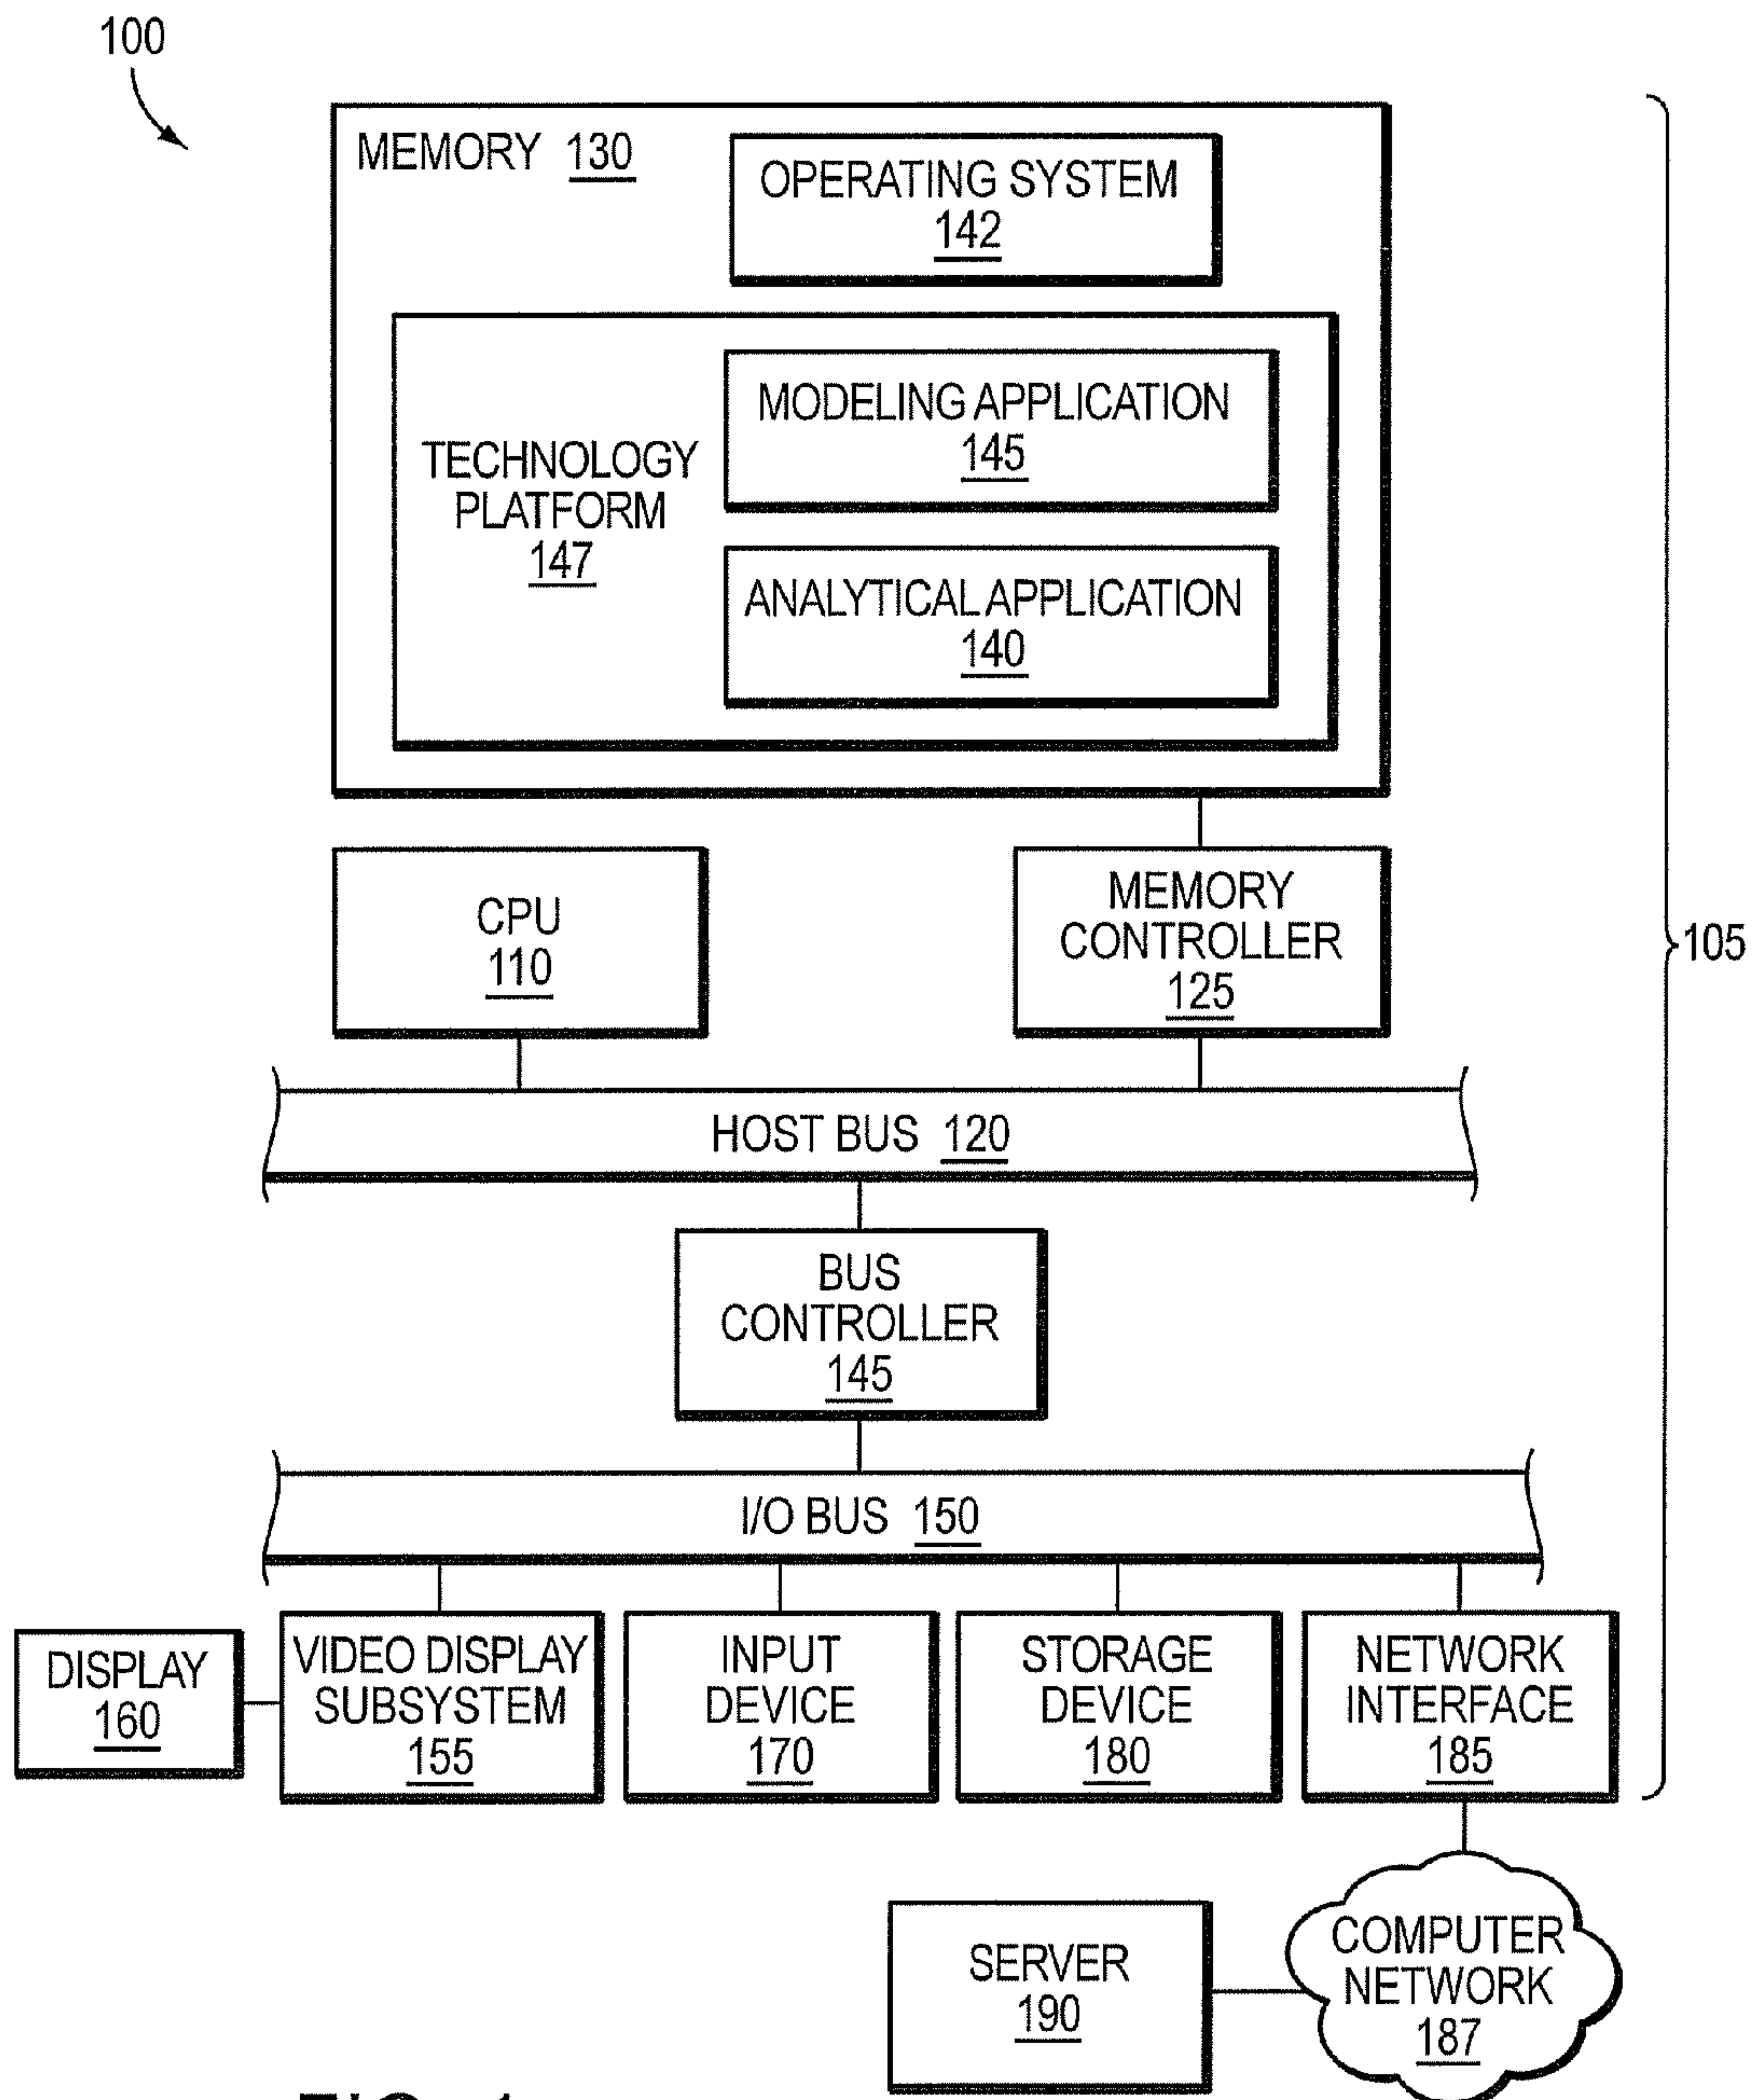 100
MEMORY 130
OPERATING SYSTEM
142
MODELING APPLICATION
145
TECHNOLOGY
PLATFORM
147
ANALYTICAL APPLICATION
140
CPU
110
MEMORY
CONTROLLER
125
105
HOST BUS 120
BUS
CONTROLLER
145
I/O BUS 150
DISPLAY
160
VIDEO DISPLAY
SUBSYSTEM
155
INPUT
DEVICE
170
STORAGE
DEVICE
180
NETWORK
INTERFACE
185
SERVER
190
COMPUTER
NETWORK
187